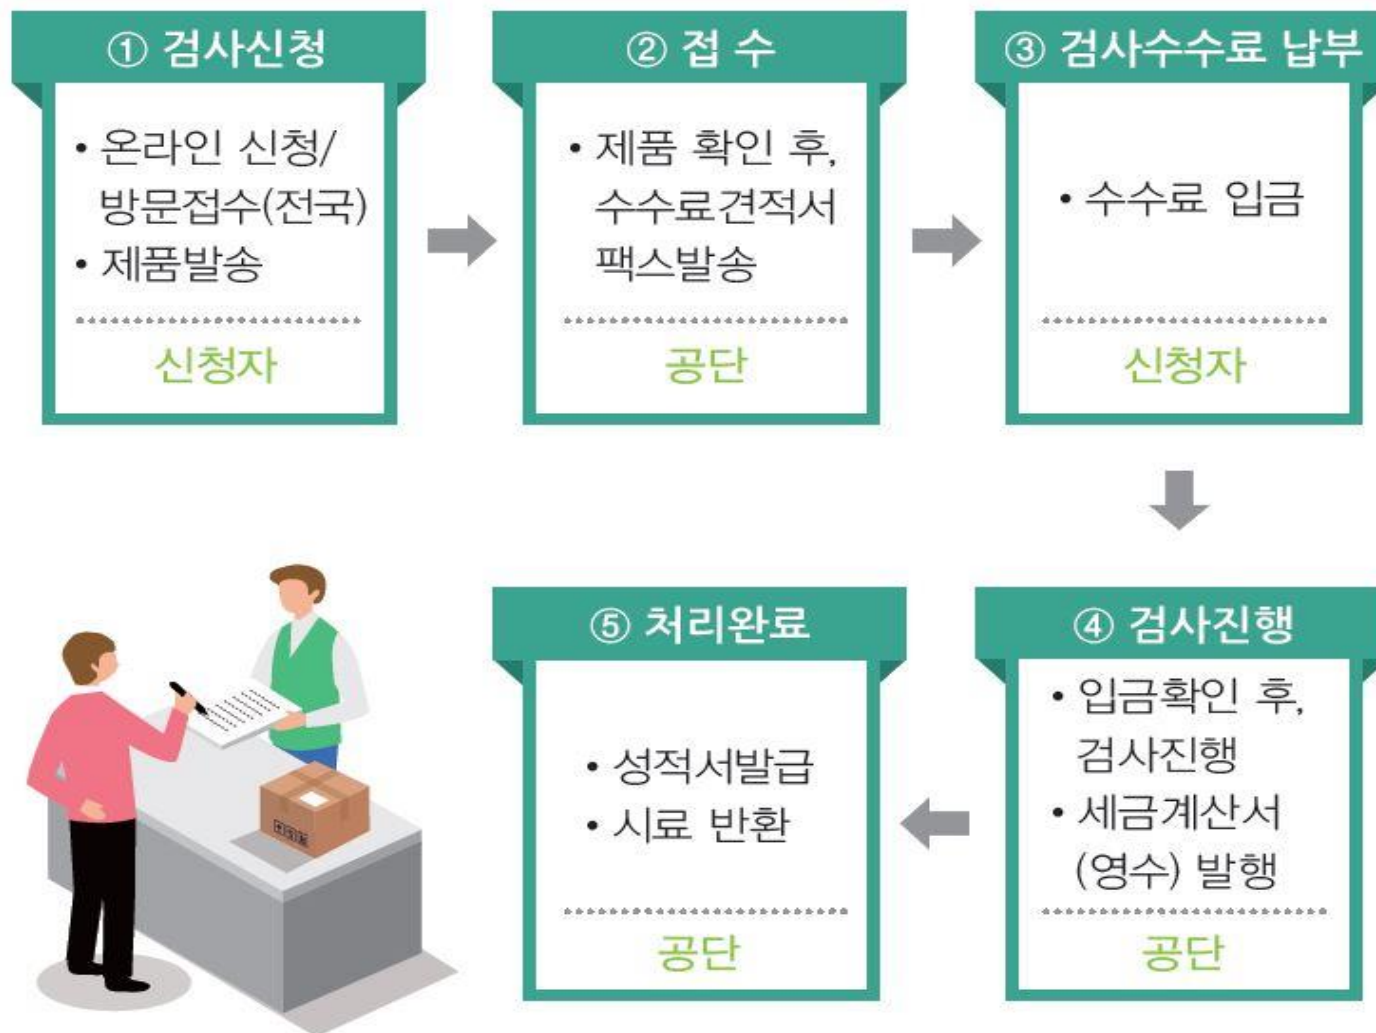 ① 검사신청
• 온라인 신청/
방문접수(전국)
• 제품발송
신청자
② 접 수
• 제품 확인 후,
수수료견적서
팩스발송
공단
③ 검사수수료 납부
• 수수료 입금
신청자
④ 검사진행
• 입금확인 후,
검사진행
• 세금계산서
(영수) 발행
공단
⑤ 처리완료
• 성적서발급
• 시료 반환
공단